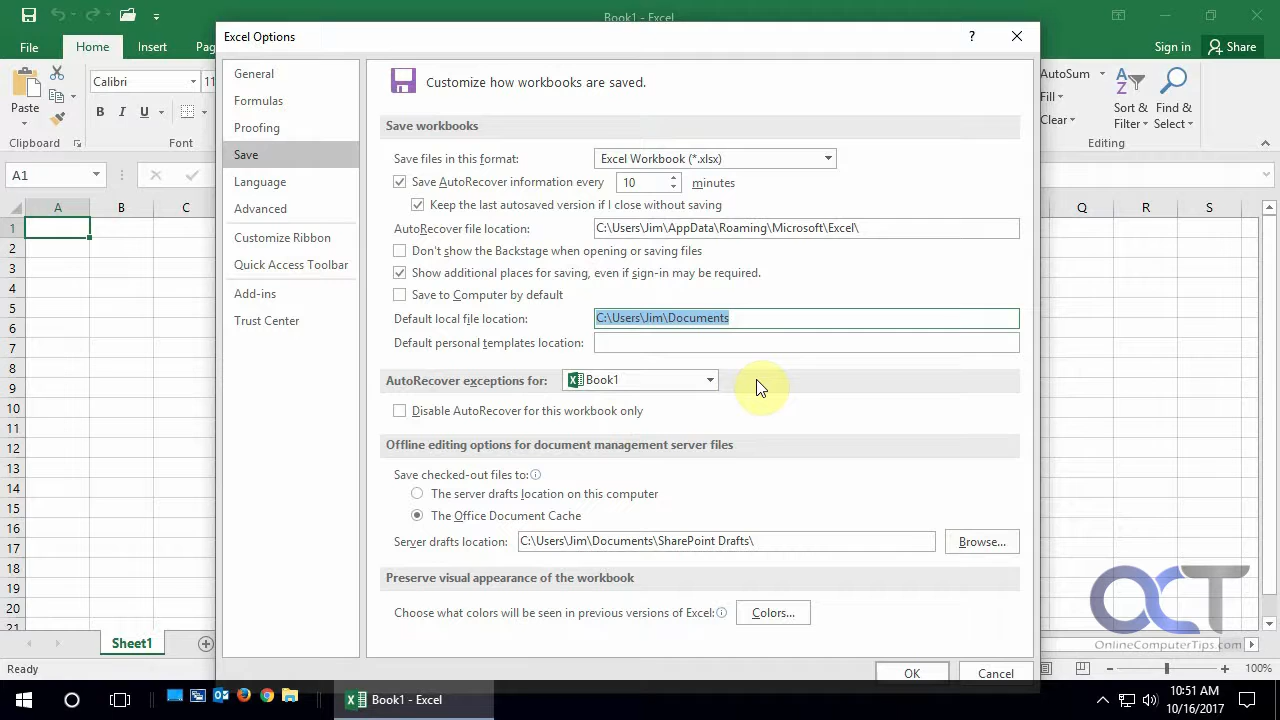 Book1 - Excel
File
Home
Insert
Pag
Sign in
Share
Paste
Clipboard
Calibri
11
B I U
Font
AutoSum
Fill
Clear
Sort & Filter
Find & Select
Editing
A1
A B C Q R S
1
2
3
4
5
6
7
8
9
10
11
12
13
14
15
16
17
18
19
20
21
Excel Options
?
General
Formulas
Proofing
Save
Language
Advanced
Customize Ribbon
Quick Access Toolbar
Add-ins
Trust Center
Customize how workbooks are saved.
Save workbooks
Save files in this format: Excel Workbook (*.xlsx)
Save AutoRecover information every 10 minutes
Keep the last autosaved version if I close without saving
AutoRecover file location: C:\Users\Jim\AppData\Roaming\Microsoft\Excel\
Don't show the Backstage when opening or saving files
Show additional places for saving, even if sign-in may be required.
Save to Computer by default
Default local file location: C:\Users\Jim\Documents
Default personal templates location:
AutoRecover exceptions for: Book1
Disable AutoRecover for this workbook only
Offline editing options for document management server files
Save checked-out files to:
The server drafts location on this computer
The Office Document Cache
Server drafts location: C:\Users\Jim\Documents\SharePoint Drafts\ Browse...
Preserve visual appearance of the workbook
Choose what colors will be seen in previous versions of Excel: Colors...
OK Cancel
OCT
OnlineComputerTips.com
Sheet1
Ready
100%
Book1 - Excel
10:51 AM
10/16/2017